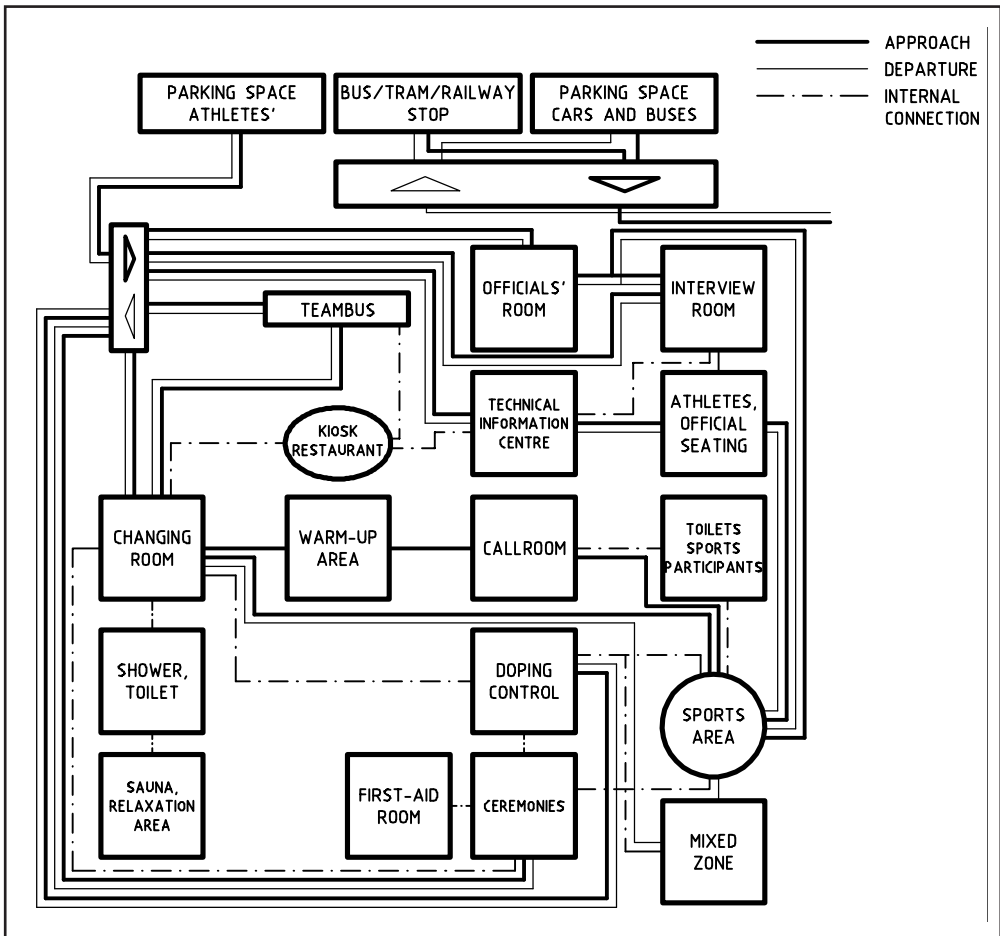 APPROACH
DEPARTURE
INTERNAL
CONNECTION
PARKING SPACE
ATHLETES'
BUS/TRAM/RAILWAY
STOP
PARKING SPACE
CARS AND BUSES
OFFICIALS'
ROOM
INTERVIEW
ROOM
TEAMBUS
KIOSK
RESTAURANT
TECHNICAL
INFORMATION
CENTRE
ATHLETES,
OFFICIAL
SEATING
CHANGING
ROOM
WARM-UP
AREA
CALLROOM
TOILETS
SPORTS
PARTICIPANTS
SHOWER,
TOILET
DOPING
CONTROL
SPORTS
AREA
SAUNA,
RELAXATION
AREA
FIRST-AID
ROOM
CEREMONIES
MIXED
ZONE